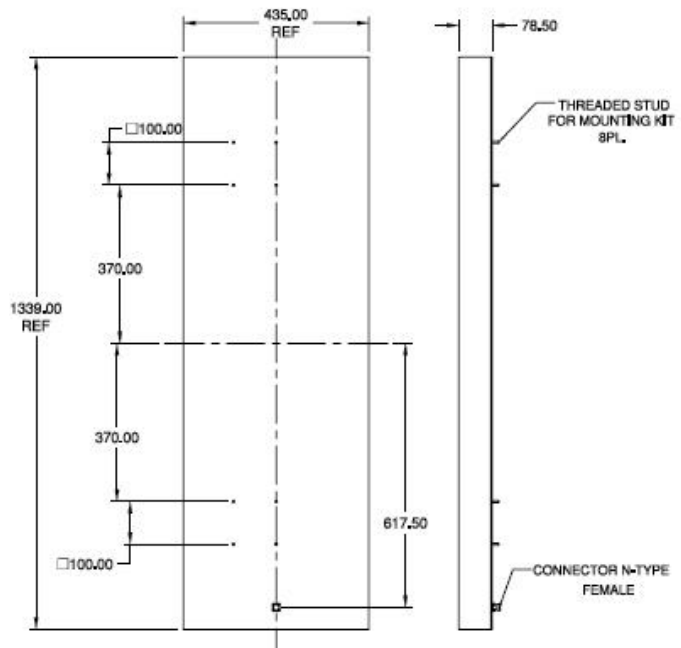 435.00
REF
78.50
THREADED STUD
FOR MOUNTING KIT
8PL.
□100.00
370.00
1339.00
REF
370.00
617.50
□100.00
CONNECTOR N-TYPE
FEMALE